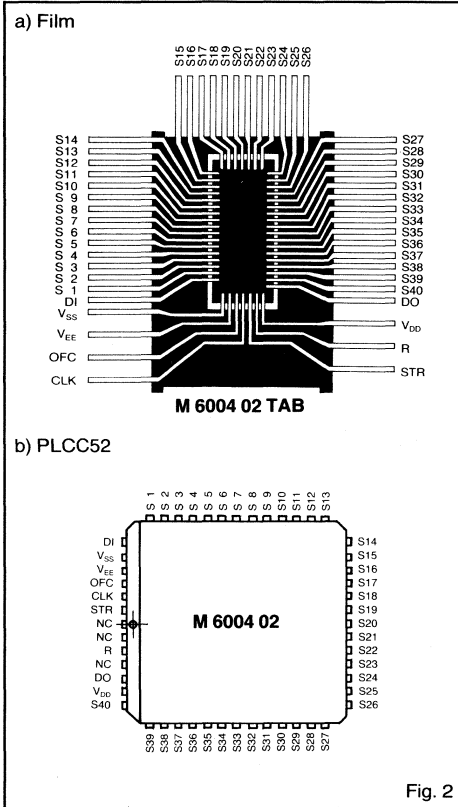 a) Film
S15 S16 S17 S18 S19 S20 S21 S22 S23 S24 S25 S26
S14
S13
S12
S11
S10
S 9
S 8
S 7
S 6
S 5
S 4
S 3
S 2
S 1
DI
VSS
VEE
OFC
CLK
S27
S28
S29
S30
S31
S32
S33
S34
S35
S36
S37
S38
S39
S40
DO
VDD
R
STR
M 6004 02 TAB
b) PLCC52
S 1 S 2 S 3 S 4 S 5 S 6 S 7 S 8 S 9 S10 S11 S12 S13
DI
VSS
VEE
OFC
CLK
STR
NC
NC
R
NC
DO
VDD
S40
M 6004 02
S14
S15
S16
S17
S18
S19
S20
S21
S22
S23
S24
S25
S26
S39 S38 S37 S36 S35 S34 S33 S32 S31 S30 S29 S28 S27
Fig. 2